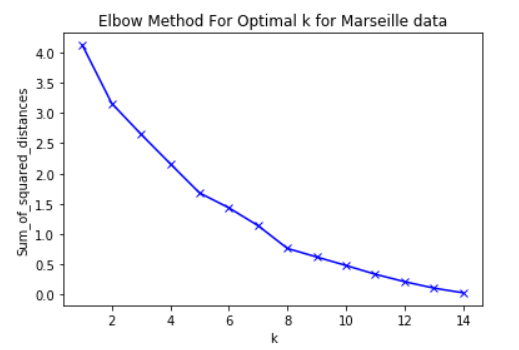 Elbow Method For Optimal k for Marseille data
4.0
3.5
3.0
2.5
2.0
1.5
1.0
0.5
0.0
Sum_of_squared_distances
2 4 6 8 10 12 14
k